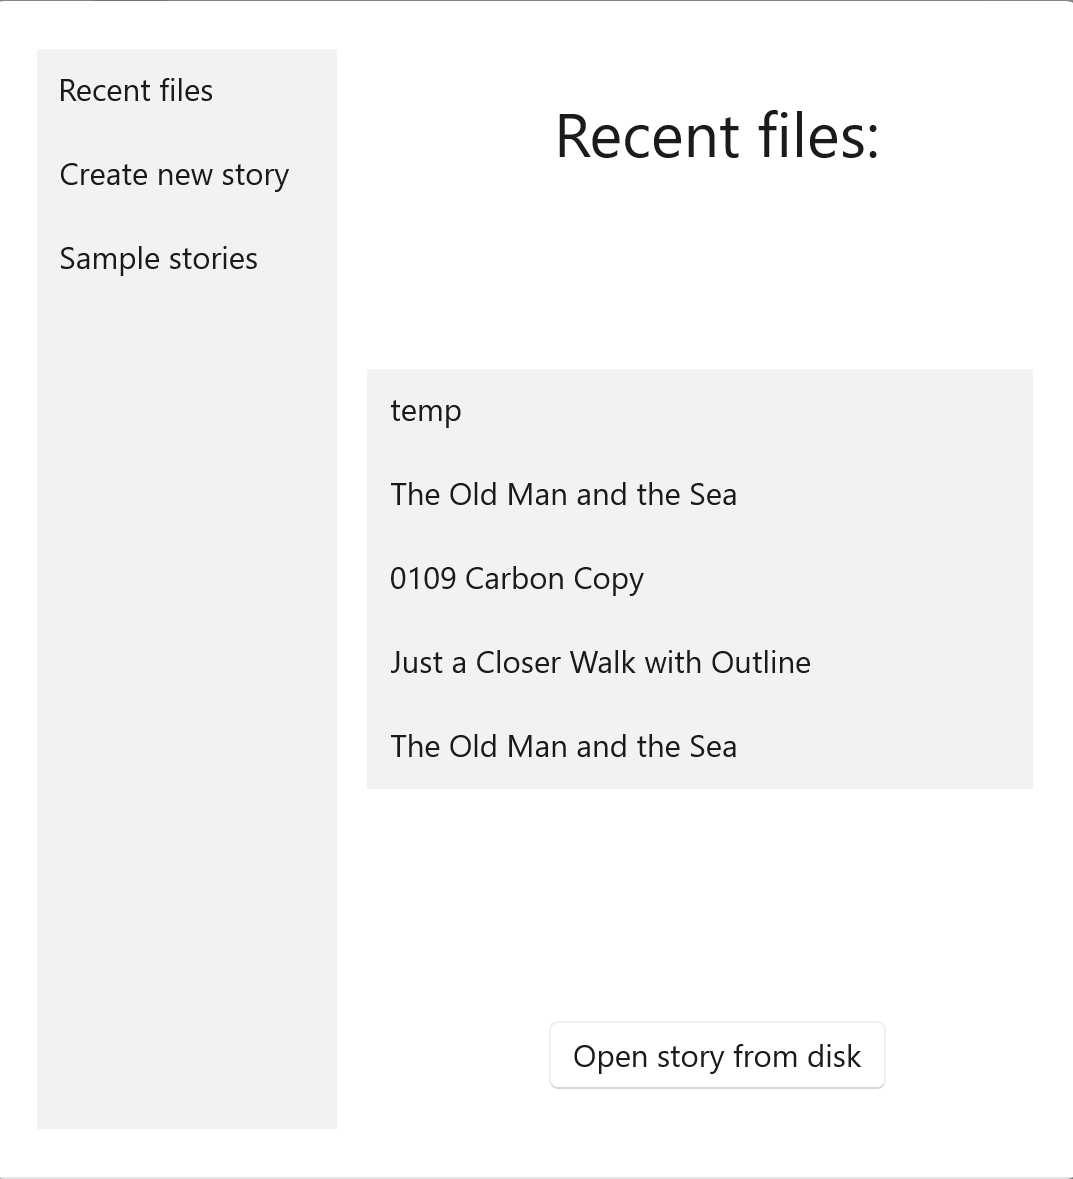 Recent files
Create new story
Sample stories
Recent files:
temp
The Old Man and the Sea
0109 Carbon Copy
Just a Closer Walk with Outline
The Old Man and the Sea
Open story from disk